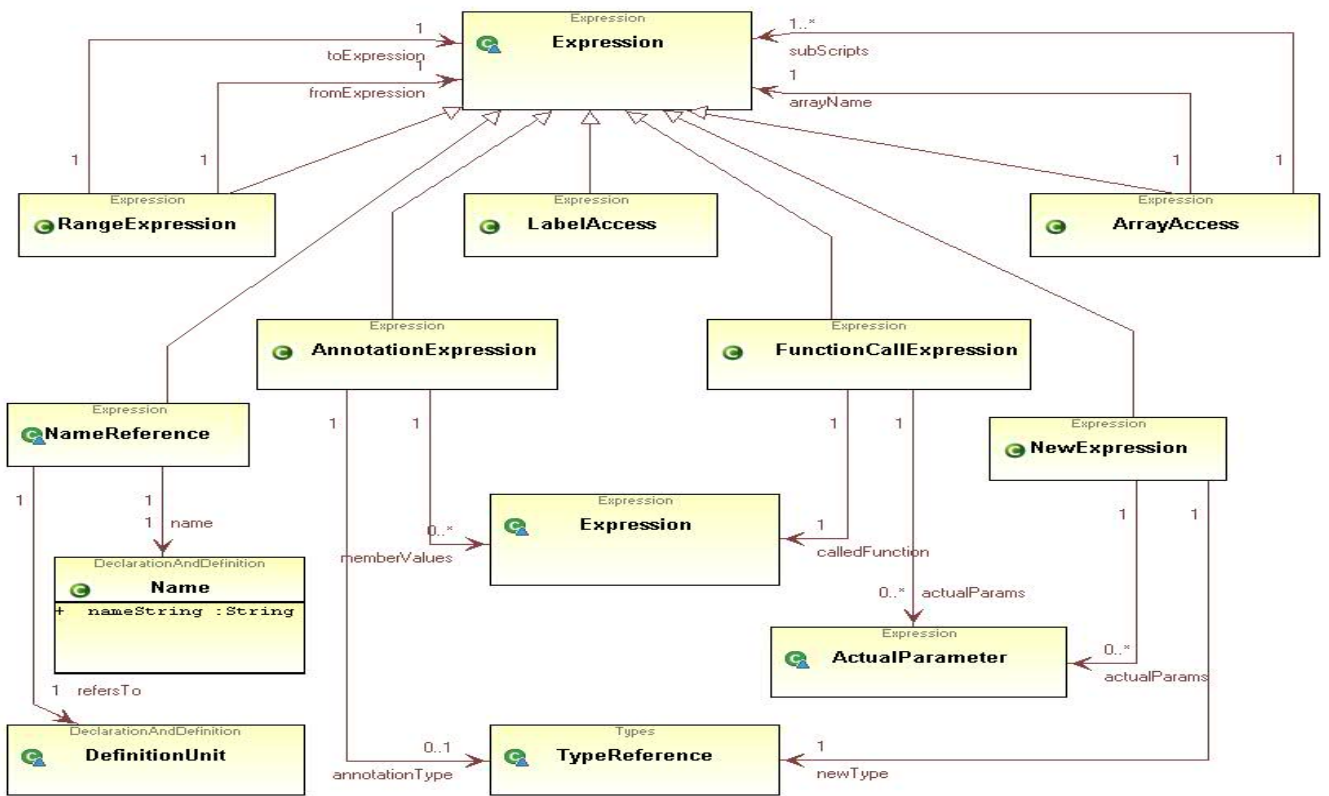 Expression
Expression
1
toExpression
1
fromExpression
1..*
subScripts
1
arrayName
1
1
1
1
Expression
RangeExpression
Expression
LabelAccess
Expression
ArrayAccess
Expression
AnnotationExpression
Expression
FunctionCallExpression
Expression
NameReference
1
1
1
1
Expression
NewExpression
1
1
1 name
Expression
Expression
0..*
memberValues
1
calledFunction
1
1
DeclarationAndDefinition
Name
+ nameString :String
0..* actualParams
Expression
ActualParameter
0..*
actualParams
1 refersTo
DeclarationAndDefinition
DefinitionUnit
0..1
annotationType
Types
TypeReference
1
newType